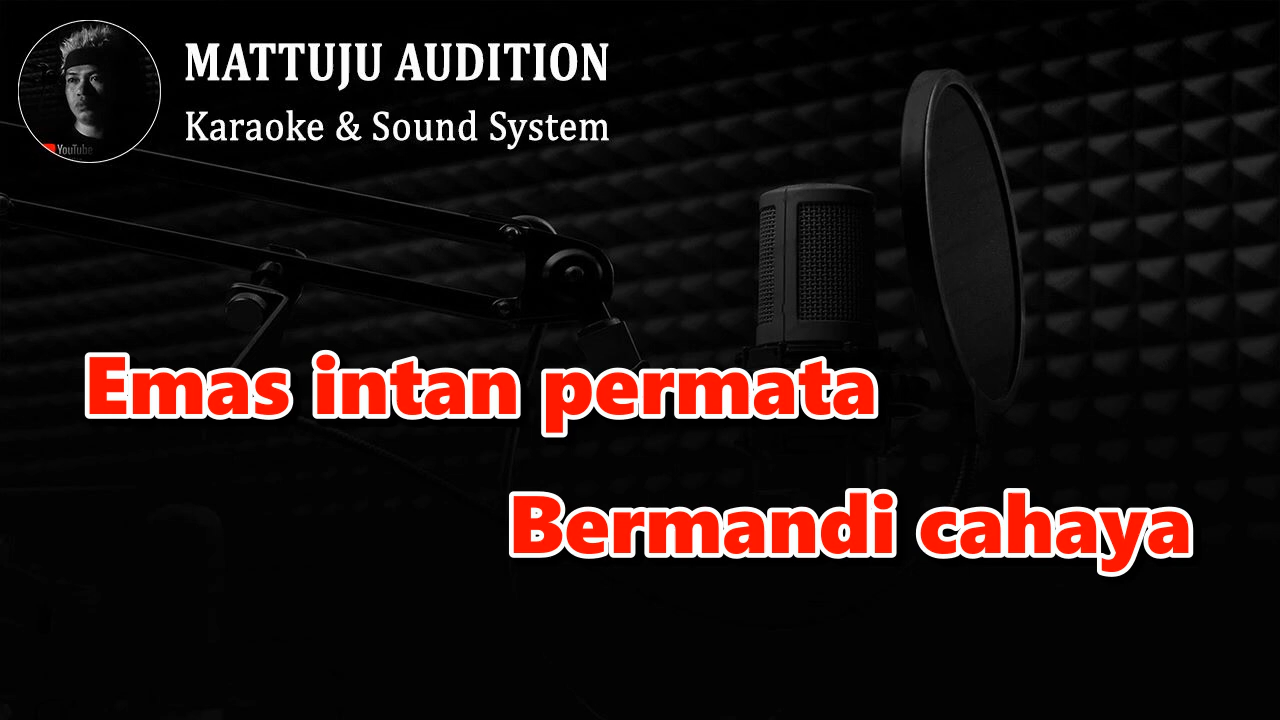 MATTUJU AUDITION
Karaoke & Sound System
YouTube
Emas intan permata
Bermandi cahaya